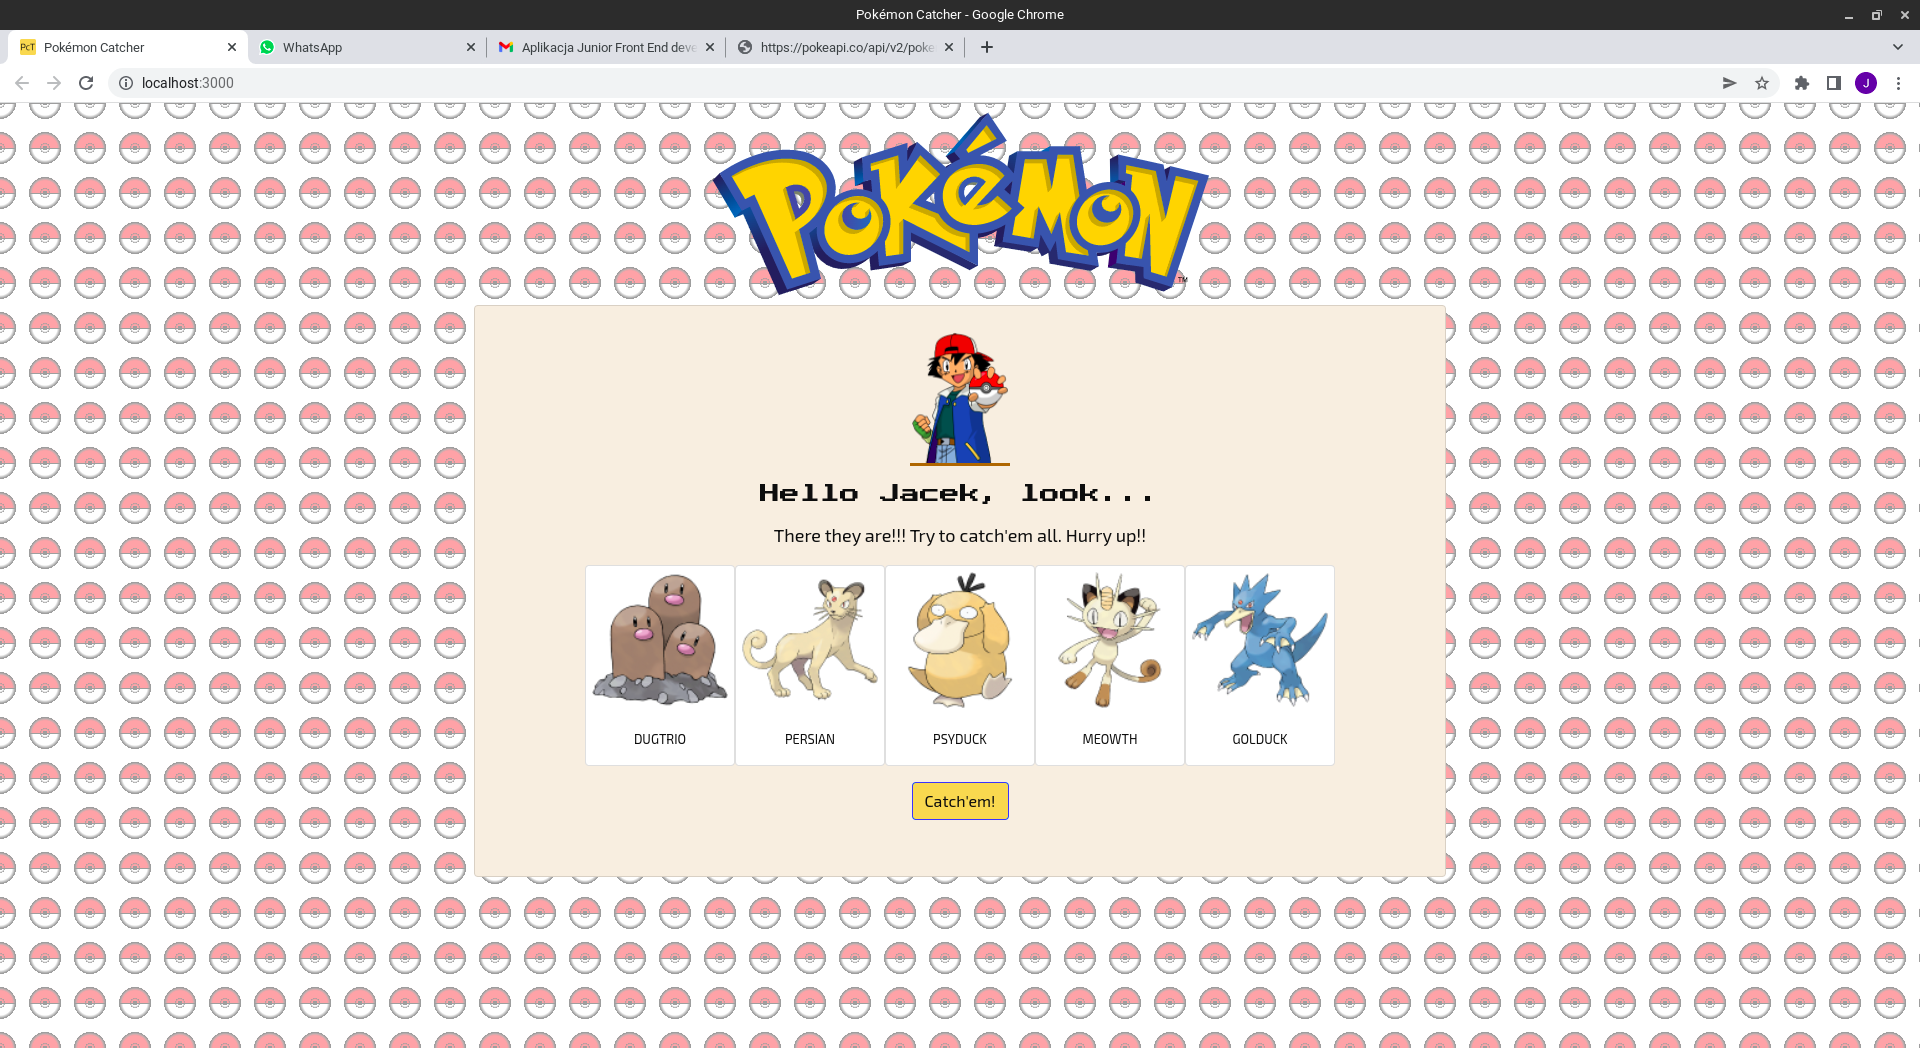 Pokémon Catcher - Google Chrome
PcT Pokémon Catcher
WhatsApp
Aplikacja Junior Front End deve
https://pokeapi.co/api/v2/poke
localhost:3000
J
POKéMON
TM
Hello Jacek, look...
There they are!!! Try to catch'em all. Hurry up!!
DUGTRIO
PERSIAN
PSYDUCK
MEOWTH
GOLDUCK
Catch'em!